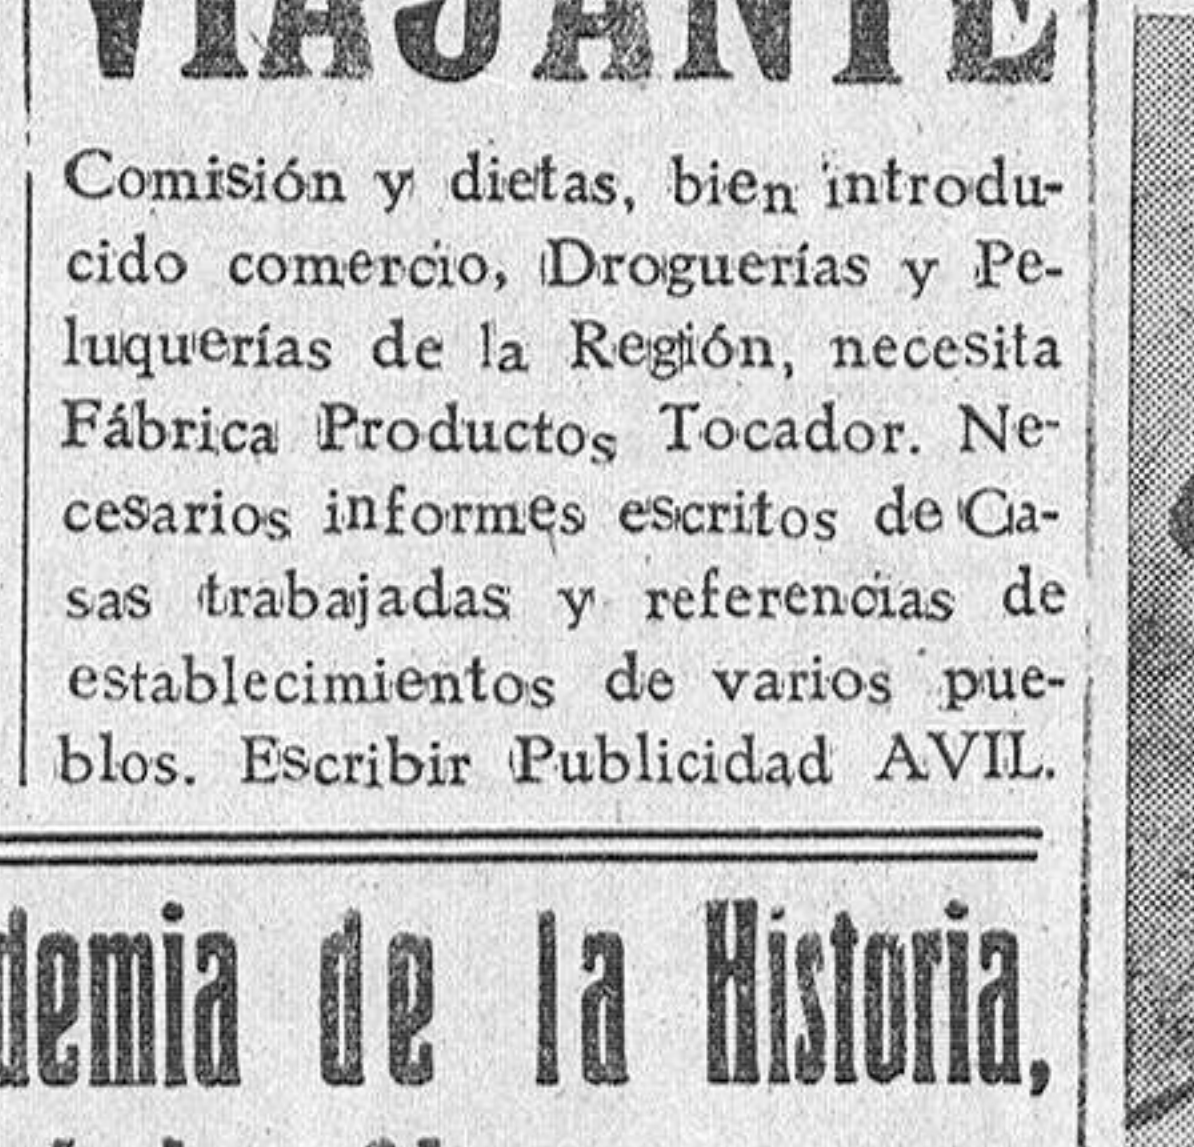 VIAJANTE
Comisión y dietas, bien introdu-
cido comercio, Droguerías y Pe-
luquerías de la Región, necesita
Fábrica Productos Tocador. Ne-
cesarios informes escritos de Ca-
sas trabajadas y referencias de
establecimientos de varios pue-
blos. Escribir Publicidad AVIL.
demia de la Historia,